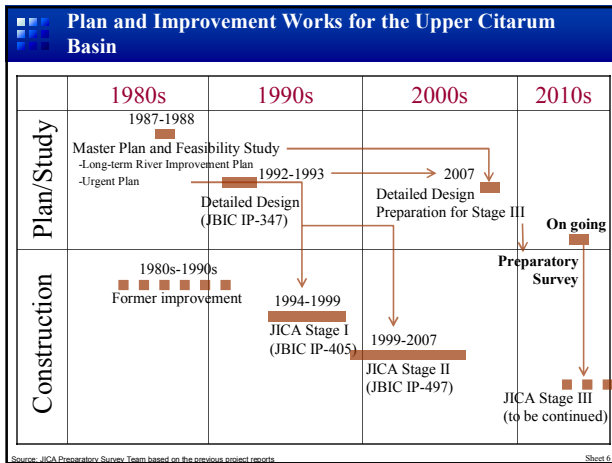 Plan and Improvement Works for the Upper Citarum
Basin
1980s
1990s
2000s
2010s
Plan/Study
1987-1988
Master Plan and Feasibility Study
-Long-term River Improvement Plan
-Urgent Plan
1992-1993
Detailed Design
(JBIC IP-347)
2007
Detailed Design
Preparation for Stage III
On going
Preparatory
Survey
Construction
1980s-1990s
Former improvement
1994-1999
JICA Stage I
(JBIC IP-405)
1999-2007
JICA Stage II
(JBIC IP-497)
JICA Stage III
(to be continued)
Source: JICA Preparatory Survey Team based on the previous project reports
Sheet 6